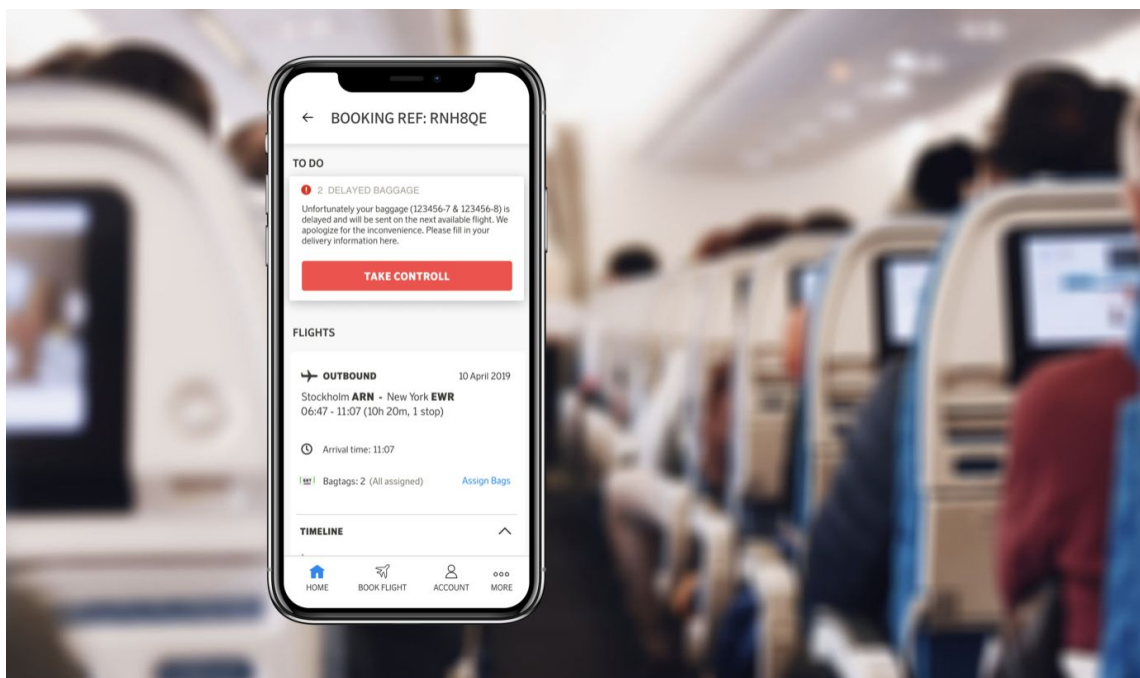 BOOKING REF: RNH8QE
TO DO
2 DELAYED BAGGAGE
Unfortunately your baggage (123456-7 & 123456-8) is
delayed and will be sent on the next available flight. We
apologize for the inconvenience. Please fill in your
delivery information here.
TAKE CONTROLL
FLIGHTS
OUTBOUND 10 April 2019
Stockholm ARN - New York EWR
06:47 - 11:07 (10h 20m, 1 stop)
Arrival time: 11:07
Bagtags: 2 (All assigned) Assign Bags
TIMELINE
HOME BOOK FLIGHT ACCOUNT MORE